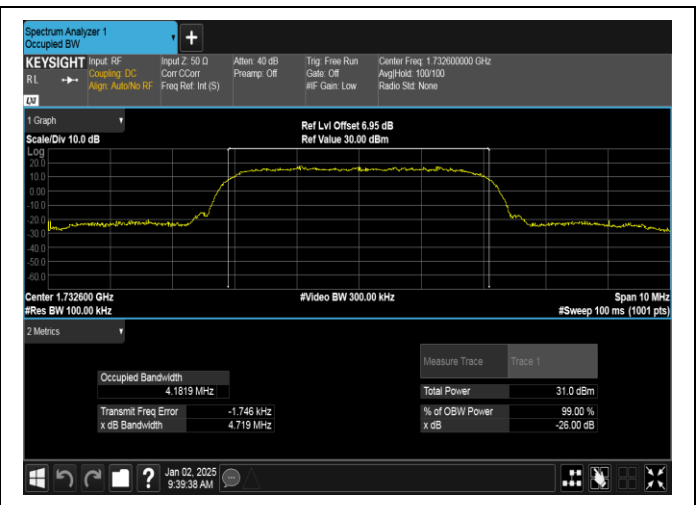 Spectrum Analyzer 1
Occupied BW
+
KEYSIGHT Input: RF Input Z: 50 Ω Atten: 40 dB Trig: Free Run Center Freq: 1.732600000 GHz
RL Coupling: DC Corr CCorr Preamp: Off Gate: Off Avg|Hold: 100/100
Align: Auto/No RF Freq Ref: Int (S) #IF Gain: Low Radio Std: None
LXI
1 Graph
Ref Lvl Offset 6.95 dB
Scale/Div 10.0 dB Ref Value 30.00 dBm
Log
20.0
10.0
0.00
-10.0
-20.0
-30.0
-40.0
-50.0
-60.0
Center 1.732600 GHz #Video BW 300.00 kHz Span 10 MHz
#Res BW 100.00 kHz #Sweep 100 ms (1001 pts)
2 Metrics
Measure Trace Trace 1
Occupied Bandwidth
4.1819 MHz Total Power 31.0 dBm
Transmit Freq Error -1.746 kHz % of OBW Power 99.00 %
x dB Bandwidth 4.719 MHz x dB -26.00 dB
? Jan 02, 2025
9:39:38 AM